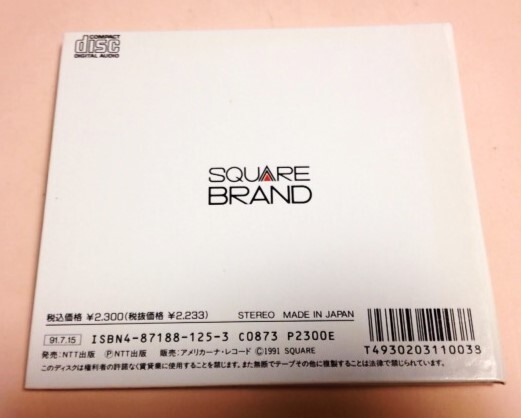 COMPACT
disc
DIGITAL AUDIO
SQUARE
BRAND
税込価格 ¥2,300(税抜価格 ¥2,233) STEREO MADE IN JAPAN
91.7.15 ISBN4-87188-125-3 C0873 P2300E
発売:NTT出版 ⓟNTT出版 販売:アメリカーナ・レコード ©1991 SQUARE
T4930203110038
このディスクは権利者の許諾なく賃貸業に使用することを禁じます。また無断でテープその他に複製することは法律で禁じられています。